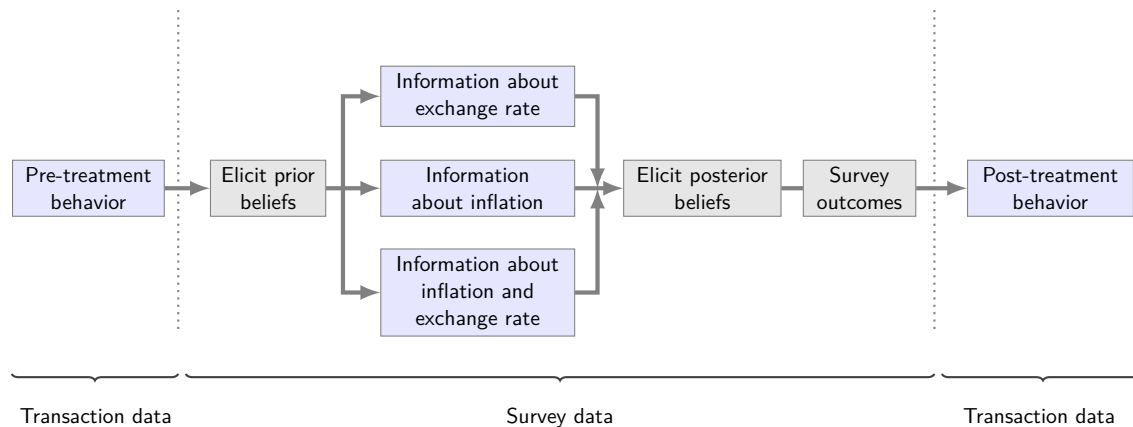 Information about
exchange rate
Pre-treatment
behavior
Elicit prior
beliefs
Information
about inflation
Elicit posterior
beliefs
Survey
outcomes
Post-treatment
behavior
Information about
inflation and
exchange rate
Transaction data
Survey data
Transaction data